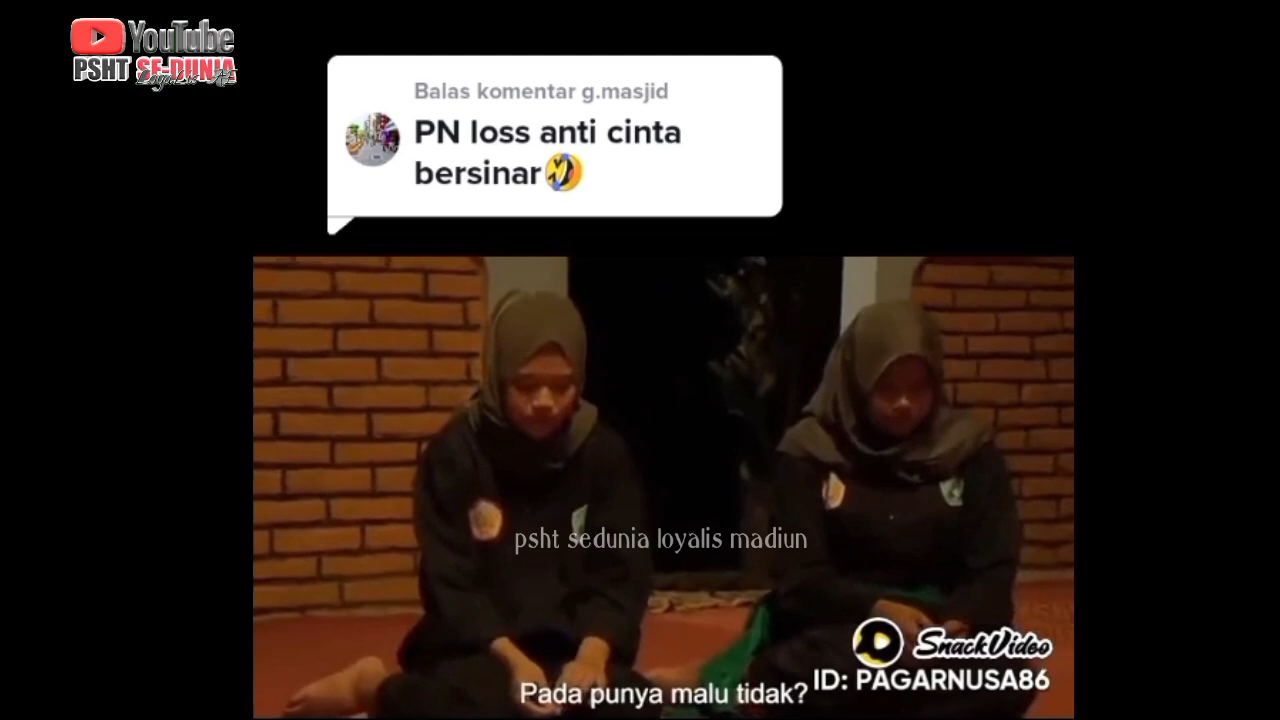 YouTube
PSHT SE-DUNIA
Balas komentar g.masjid
PN loss anti cinta
bersinar🤣
psht sedunia loyalis madiun
SnackVideo
ID: PAGARNUSA86
Pada punya malu tidak?